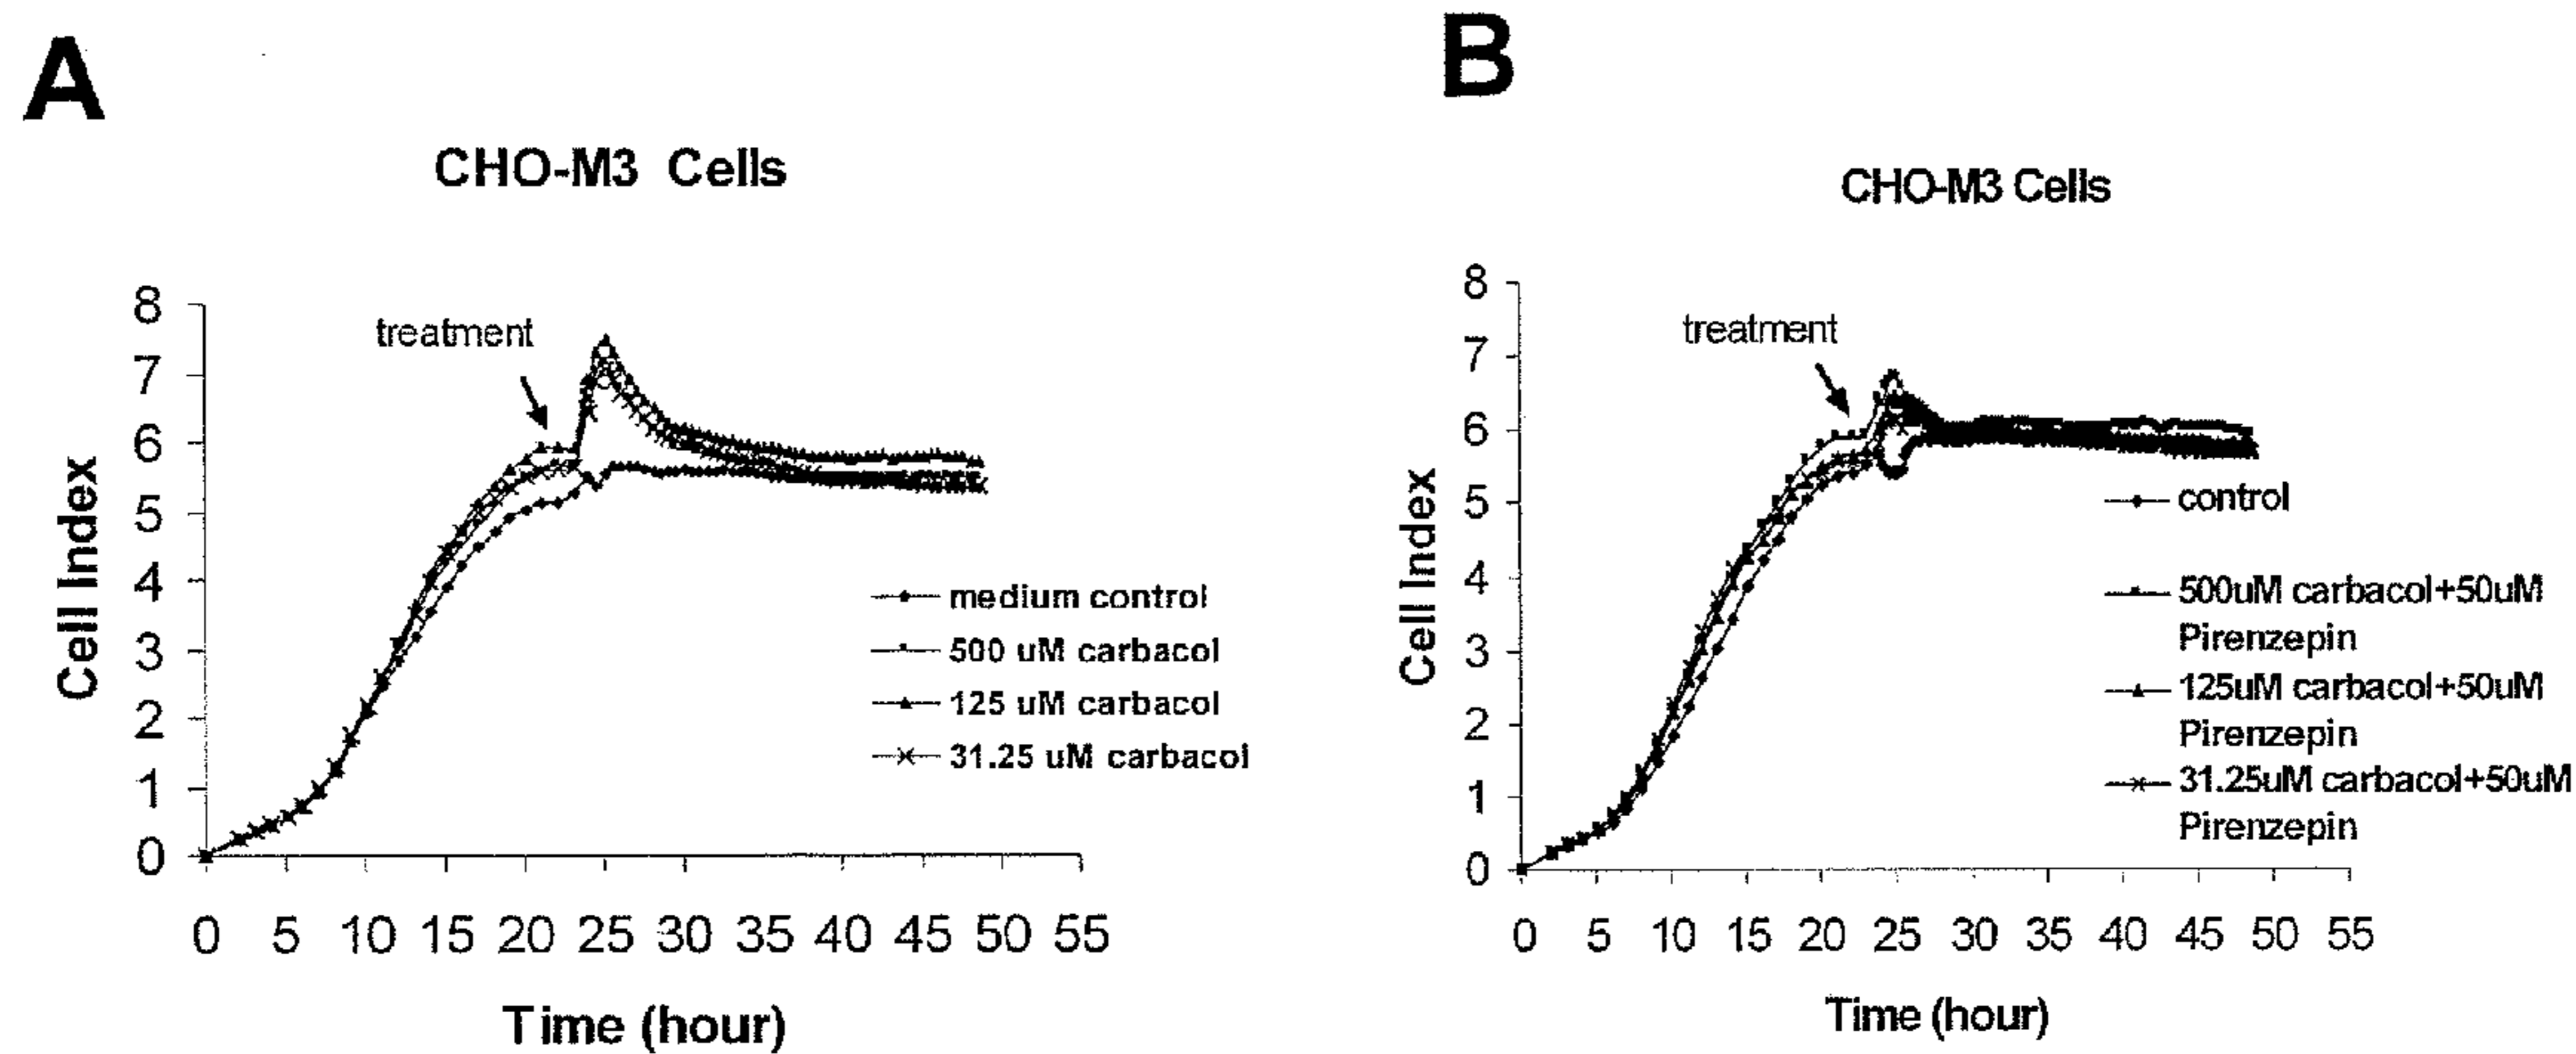 A
CHO-M3 Cells
8
7
6
5
4
3
2
1
0
Cell Index
treatment
medium control
500 uM carbacol
125 uM carbacol
31.25 uM carbacol
0 5 10 15 20 25 30 35 40 45 50 55
Time (hour)
B
CHO-M3 Cells
8
7
6
5
4
3
2
1
0
Cell Index
treatment
control
500uM carbacol+50uM
Pirenzepin
125uM carbacol+50uM
Pirenzepin
31.25uM carbacol+50uM
Pirenzepin
0 5 10 15 20 25 30 35 40 45 50 55
Time (hour)